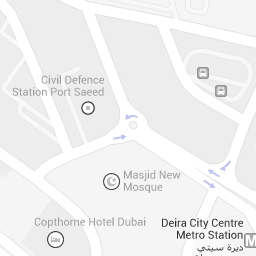 Civil Defence
Station Port Saeed
Masjid New
Mosque
Copthorne Hotel Dubai
Deira City Centre
Metro Station
M
ديرة سيتي